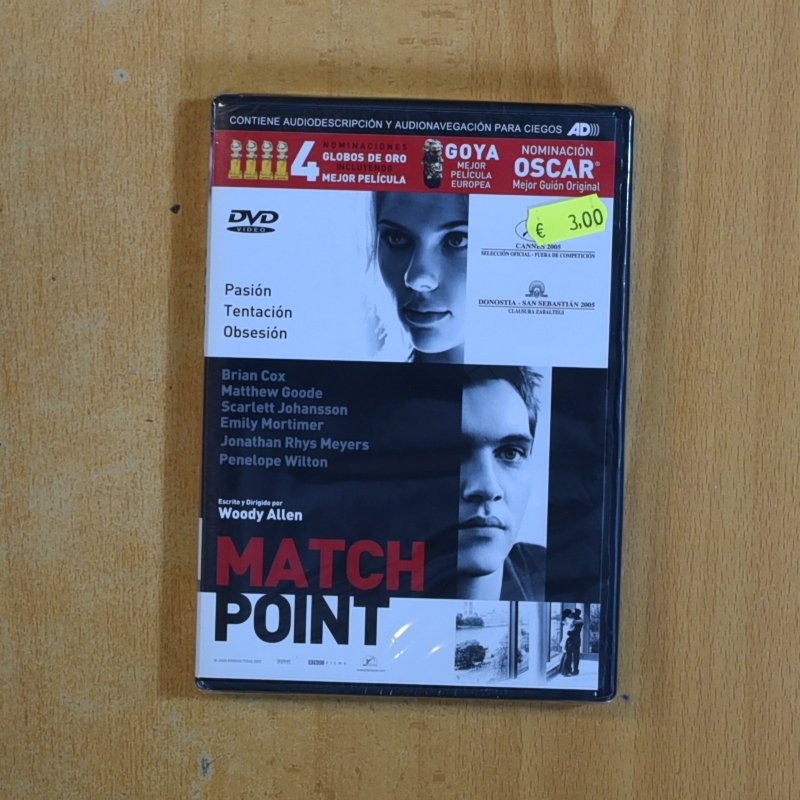 CONTIENE AUDIODESCRIPCIÓN Y AUDIONAVEGACIÓN PARA CIEGOS AD)))
4
NOMINACIONES
GLOBOS DE ORO
INCLUYENDO
MEJOR PELÍCULA
GOYA
MEJOR
PELÍCULA
EUROPEA
NOMINACIÓN
OSCAR®
Mejor Guión Original
DVD
VIDEO
€ 3,00
CANNES 2005
SELECCIÓN OFICIAL - FUERA DE COMPETICIÓN
DONOSTIA - SAN SEBASTIÁN 2005
CLAUSURA ZABALTEGI
Pasión
Tentación
Obsesión
Brian Cox
Matthew Goode
Scarlett Johansson
Emily Mortimer
Jonathan Rhys Meyers
Penelope Wilton
Escrito y Dirigido por
Woody Allen
MATCH
POINT
BBC FILMS